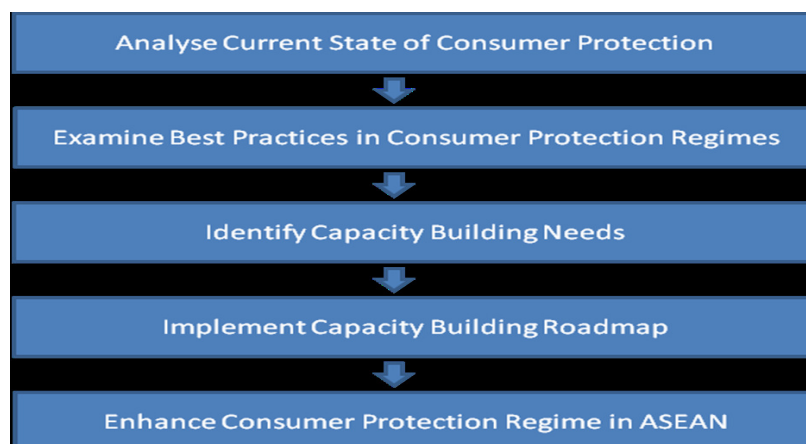 Analyse Current State of Consumer Protection
Examine Best Practices in Consumer Protection Regimes
Identify Capacity Building Needs
Implement Capacity Building Roadmap
Enhance Consumer Protection Regime in ASEAN